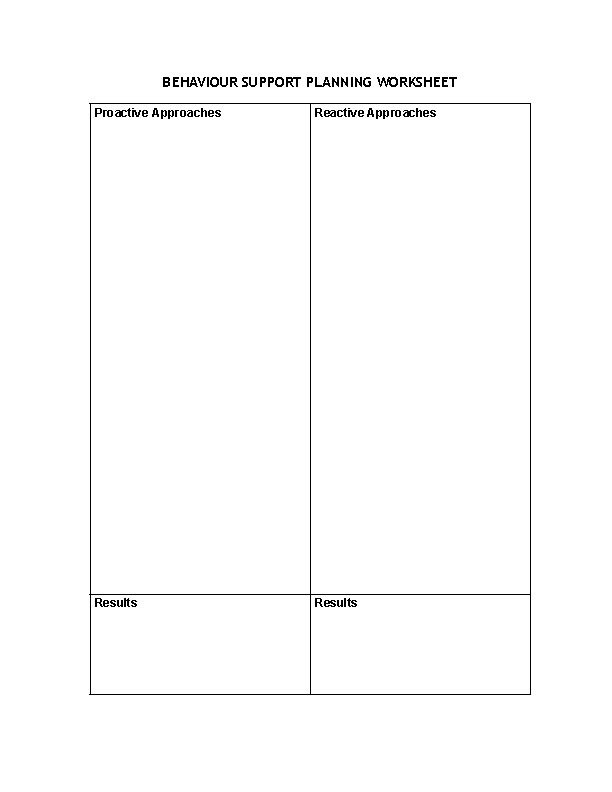 BEHAVIOUR SUPPORT PLANNING WORKSHEET
Proactive Approaches
Reactive Approaches
Results
Results